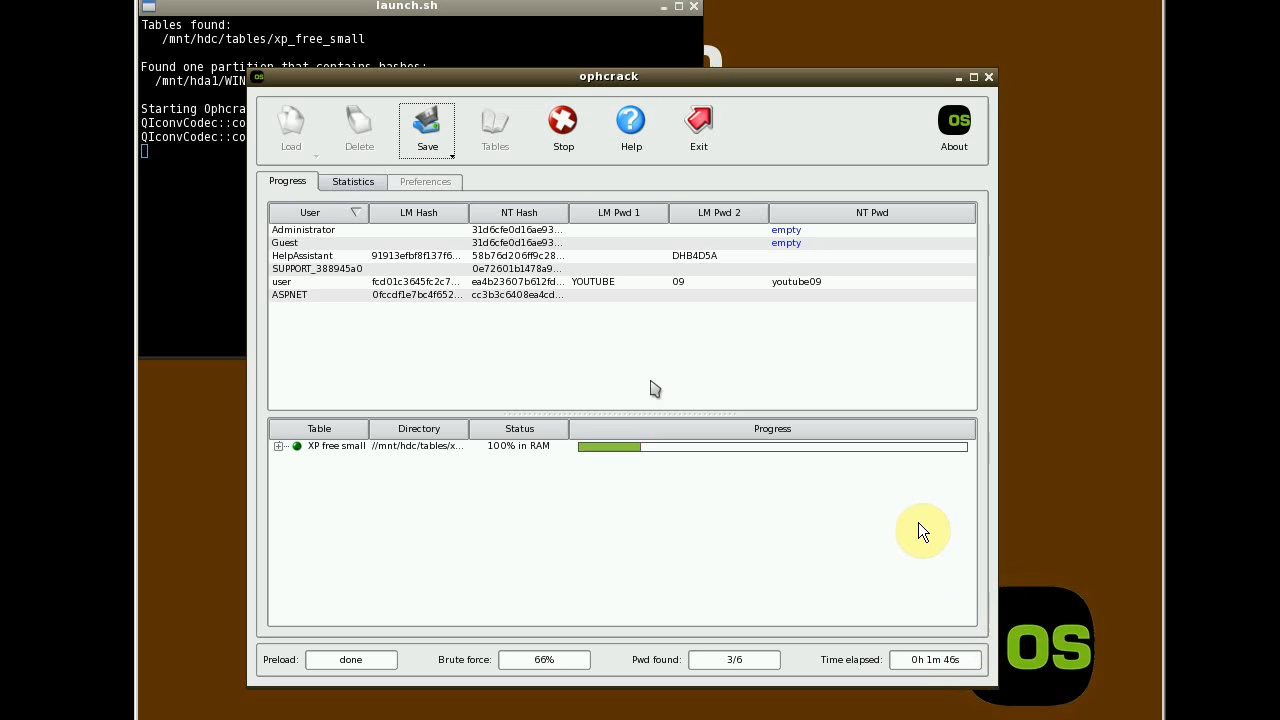 launch.sh
Tables found:
/mnt/hdc/tables/xp_free_small
Found one partition that contains hashes:
/mnt/hda1/WIN
Starting Ophcra
QIconvCodec::co
QIconvCodec::co
ophcrack
Load
Delete
Save
Tables
Stop
Help
Exit
OS
About
Progress
Statistics
Preferences
User LM Hash NT Hash LM Pwd 1 LM Pwd 2 NT Pwd
Administrator 31d6cfe0d16ae93... empty
Guest 31d6cfe0d16ae93... empty
HelpAssistant 91913efbf8f137f6... 58b76d206ff9c28... DHB4D5A
SUPPORT_388945a0 0e72601b1478a9...
user fcd01c3645fc2c7... ea4b23607b612fd... YOUTUBE 09 youtube09
ASPNET 0fccdf1e7bc4f652... cc3b3c6408ea4cd...
Table Directory Status Progress
XP free small //mnt/hdc/tables/x... 100% in RAM
Preload: done Brute force: 66% Pwd found: 3/6 Time elapsed: 0h 1m 46s
OS